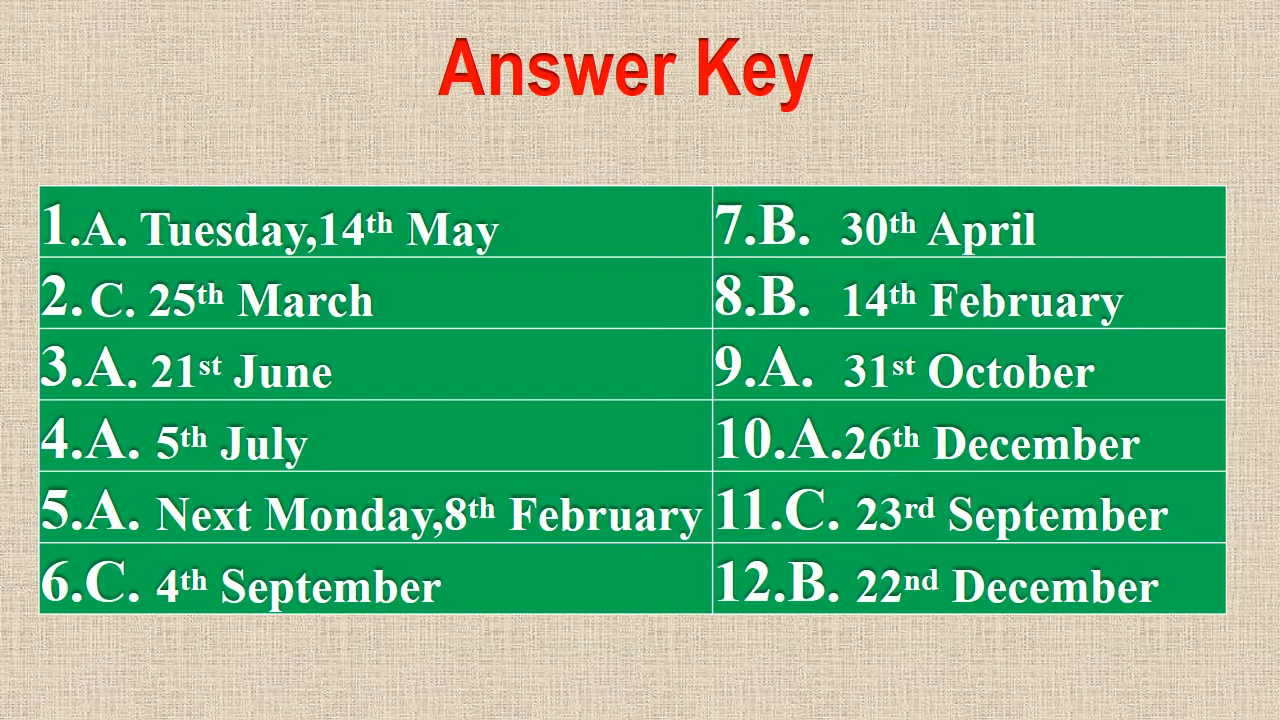 Answer Key
1.A. Tuesday,14th May
2. C. 25th March
3.A. 21st June
4.A. 5th July
5.A. Next Monday,8th February
6.C. 4th September
7.B. 30th April
8.B. 14th February
9.A. 31st October
10.A.26th December
11.C. 23rd September
12.B. 22nd December